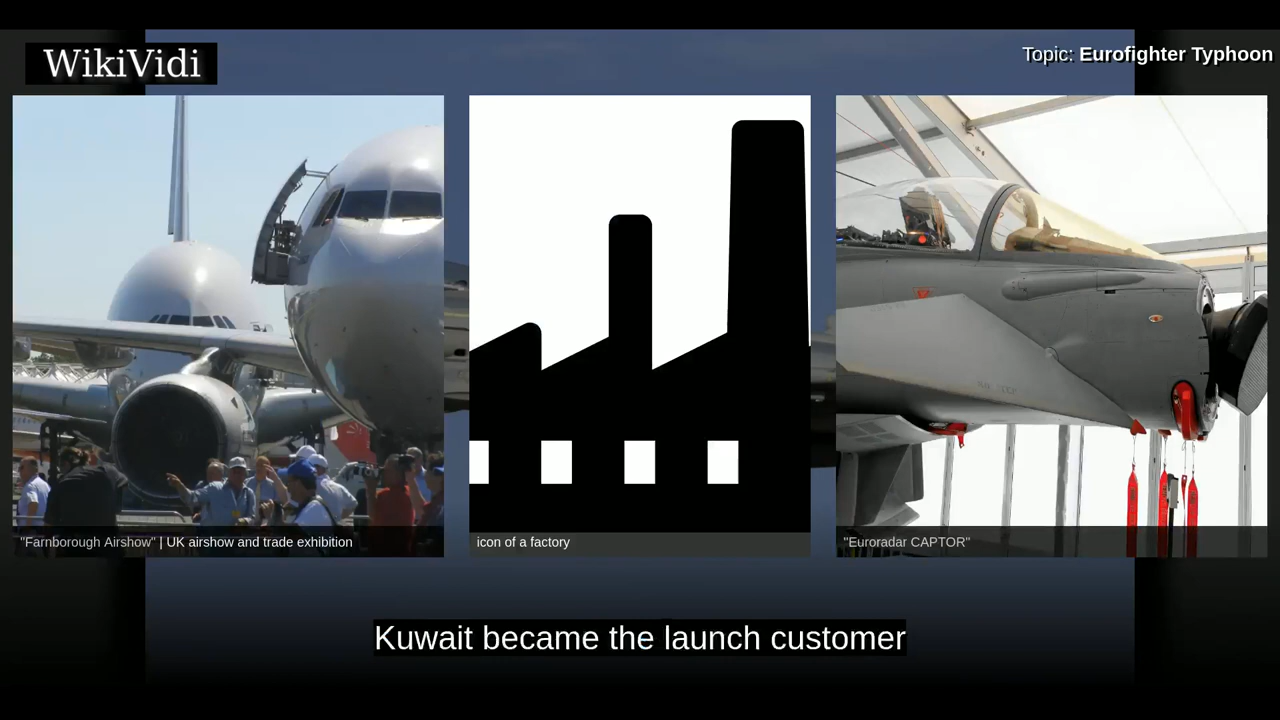 WikiVidi
Topic: Eurofighter Typhoon
"Farnborough Airshow" | UK airshow and trade exhibition
icon of a factory
"Euroradar CAPTOR"
Kuwait became the launch customer